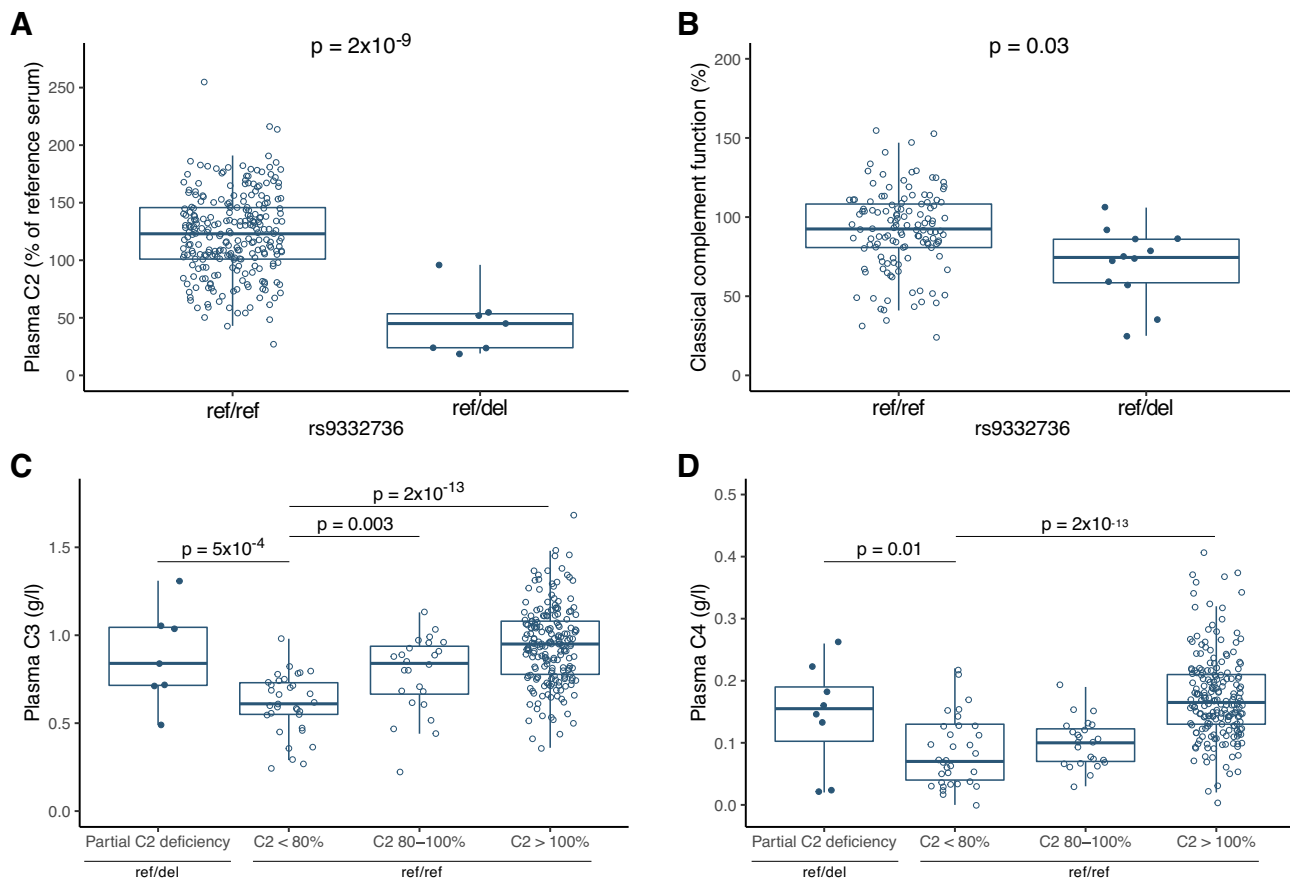 A
p = 2x10-9
Plasma C2 (% of reference serum)
250
200
150
100
50
0
ref/ref
ref/del
rs9332736
B
p = 0.03
Classical complement function (%)
200
150
100
50
0
ref/ref
ref/del
rs9332736
C
p = 2x10-13
p = 0.003
p = 5x10-4
Plasma C3 (g/l)
1.5
1.0
0.5
0.0
Partial C2 deficiency
C2 < 80%
C2 80–100%
C2 > 100%
ref/del
ref/ref
D
p = 2x10-13
p = 0.01
Plasma C4 (g/l)
0.5
0.4
0.3
0.2
0.1
0.0
Partial C2 deficiency
C2 < 80%
C2 80–100%
C2 > 100%
ref/del
ref/ref